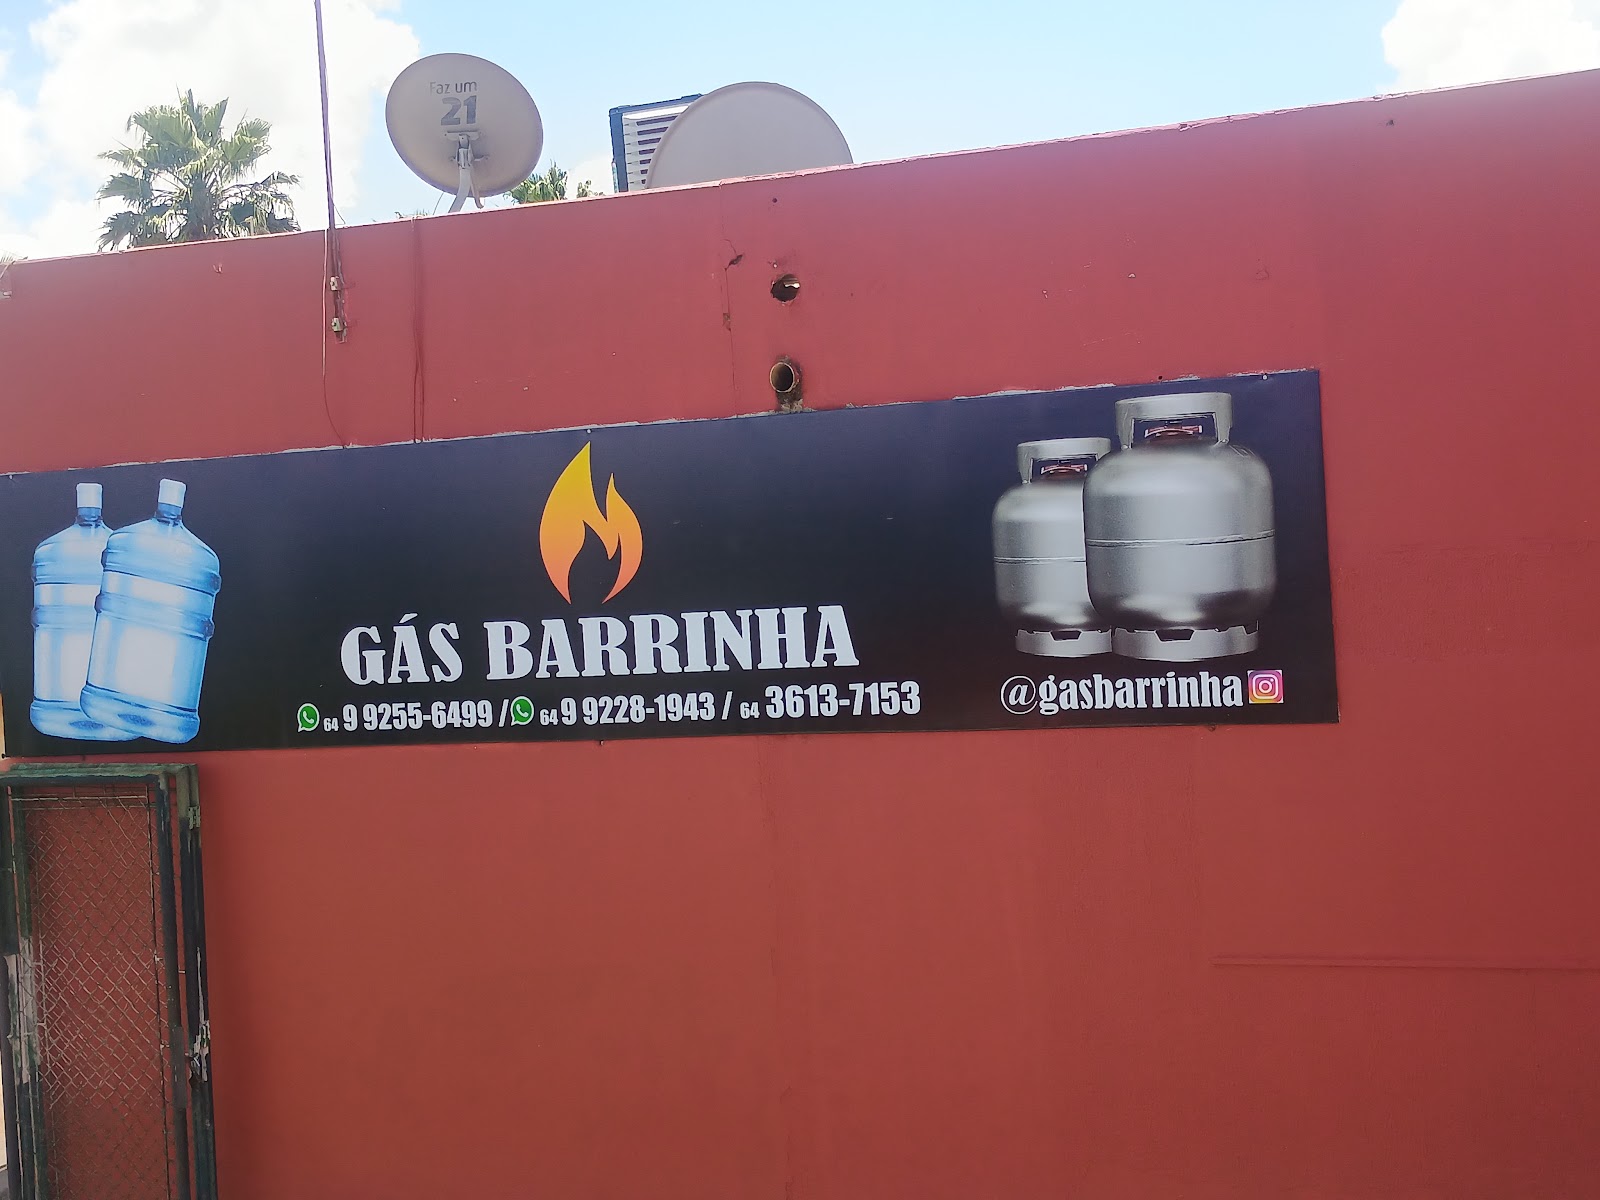 Faz um
21
GÁS BARRINHA
64 9 9255-6499 / 64 9 9228-1943 / 64 3613-7153
@gasbarrinha